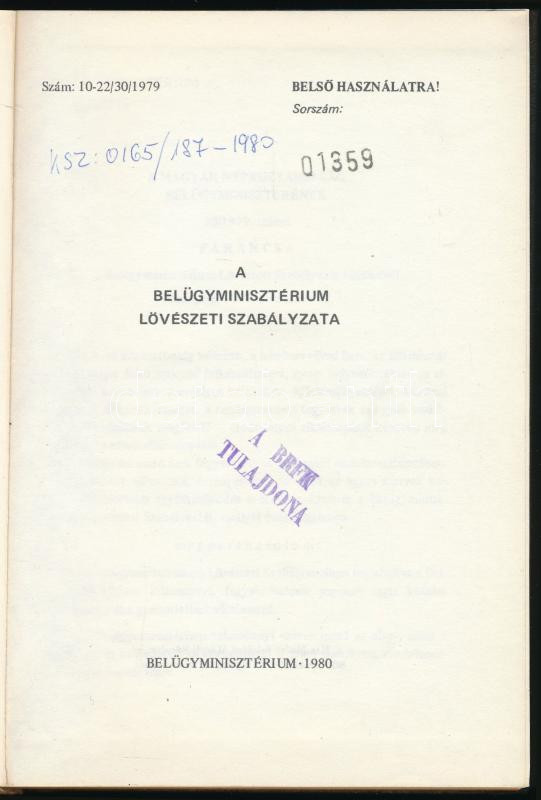 Szám: 10-22/30/1979
BELSŐ HASZNÁLATRA!
Sorszám:
KSZ: 0165/187-1980
01359
A
BELÜGYMINISZTÉRIUM
LÖVÉSZETI SZABÁLYZATA
A BRFK
TULAJDONA
BELÜGYMINISZTÉRIUM · 1980